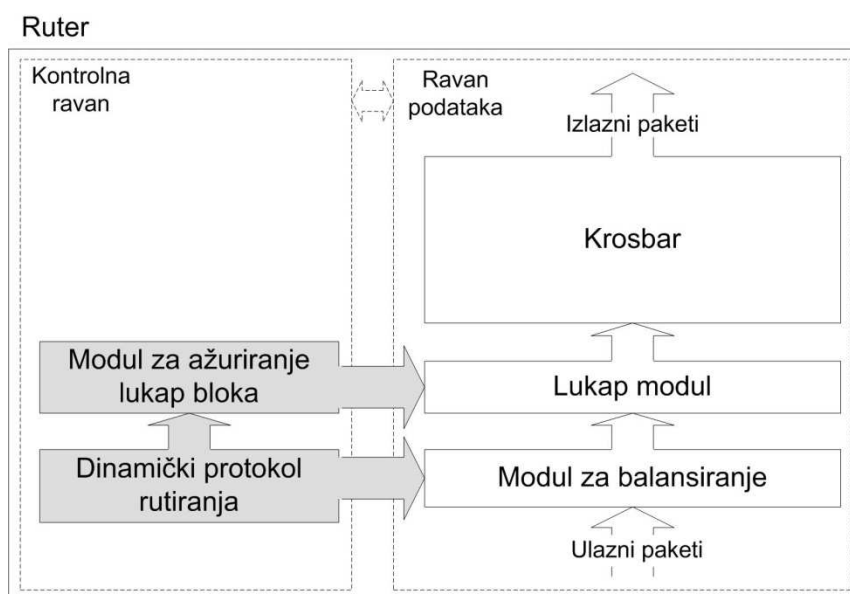 Ruter
Kontrolna
ravan
Ravan
podataka
Izlazni paketi
Krosbar
Modul za ažuriranje
lukap bloka
Lukap modul
Dinamički protokol
rutiranja
Modul za balansiranje
Ulazni paketi